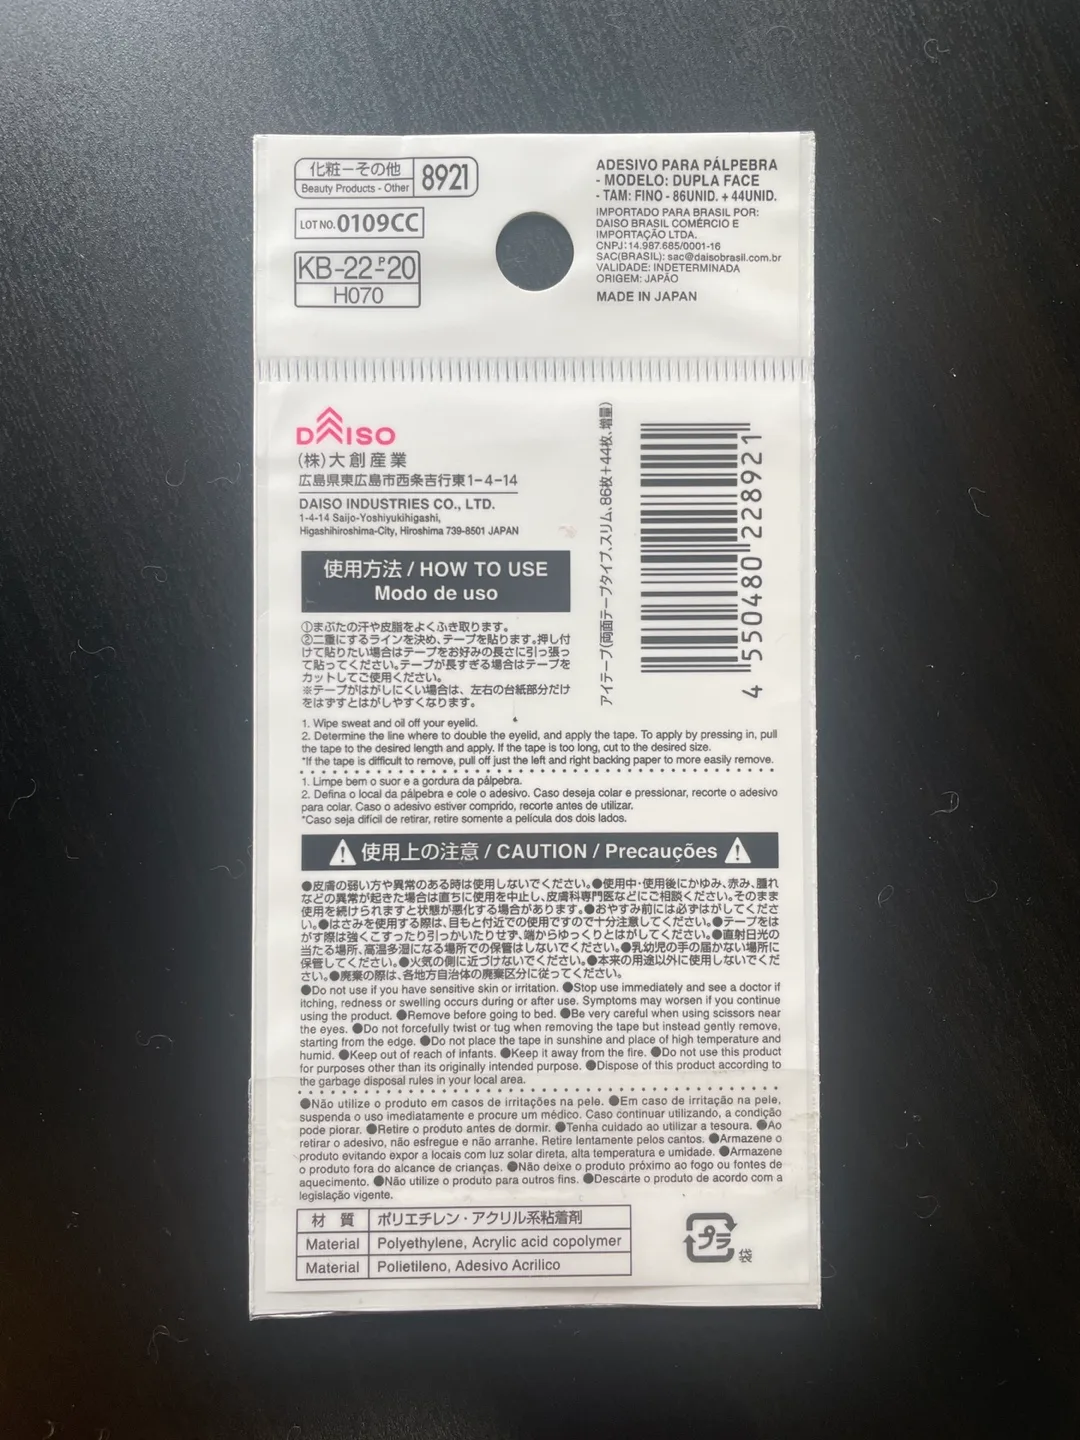 化粧－その他
Beauty Products - Other
8921
LOT NO. 0109CC
KB-22-P-20
H070
ADESIVO PARA PÁLPEBRA
- MODELO: DUPLA FACE
- TAM: FINO - 86UNID. + 44UNID.
IMPORTADO PARA BRASIL POR:
DAISO BRASIL COMÉRCIO E
IMPORTAÇÃO LTDA.
CNPJ:14.987.685/0001-16
SAC(BRASIL): sac@daisobrasil.com.br
VALIDADE: INDETERMINADA
ORIGEM: JAPÃO
MADE IN JAPAN
DAISO
(株)大創産業
広島県東広島市西条吉行東1-4-14
DAISO INDUSTRIES CO., LTD.
1-4-14 Saijo-Yoshiyukihigashi,
Higashihiroshima-City, Hiroshima 739-8501 JAPAN
アイテープ(両面テープタイプ、スリム、86枚+44枚、増量)
4 550480 228921
使用方法 / HOW TO USE
Modo de uso
①まぶたの汗や皮脂をよくふき取ります。
②二重にするラインを決め、テープを貼ります。押し付
けて貼りたい場合はテープをお好みの長さに引っ張っ
て貼ってください。テープが長すぎる場合はテープを
カットしてご使用ください。
※テープがはがしにくい場合は、左右の台紙部分だけ
をはずすとはがしやすくなります。
1. Wipe sweat and oil off your eyelid.
2. Determine the line where to double the eyelid, and apply the tape. To apply by pressing in, pull
the tape to the desired length and apply. If the tape is too long, cut to the desired size.
*If the tape is difficult to remove, pull off just the left and right backing paper to more easily remove.
1. Limpe bem o suor e a gordura da pálpebra.
2. Defina o local da pálpebra e cole o adesivo. Caso deseja colar e pressionar, recorte o adesivo
para colar. Caso o adesivo estiver comprido, recorte antes de utilizar.
*Caso seja difícil de retirar, retire somente a película dos dois lados.
使用上の注意 / CAUTION / Precauções
●皮膚の弱い方や異常のある時は使用しないでください。●使用中・使用後にかゆみ、赤み、腫れ
などの異常が起きた場合は直ちに使用を中止し、皮膚科専門医などにご相談ください。そのまま
使用を続けられますと状態が悪化する場合があります。●おやすみ前には必ずはがしてくださ
い。●はさみを使用する際は、目もと付近での使用ですので十分注意してください。●テープをは
がす際は強くこすったり引っかいたりせず、端からゆっくりとはがしてください。●直射日光の
当たる場所、高温多湿になる場所での保管はしないでください。●乳幼児の手の届かない場所に
保管してください。●火気の側に近づけないでください。●本来の用途以外に使用しないでくだ
さい。●廃棄の際は、各地方自治体の廃棄区分に従ってください。
●Do not use if you have sensitive skin or irritation. ●Stop use immediately and see a doctor if
itching, redness or swelling occurs during or after use. Symptoms may worsen if you continue
using the product. ●Remove before going to bed. ●Be very careful when using scissors near
the eyes. ●Do not forcefully twist or tug when removing the tape but instead gently remove,
starting from the edge. ●Do not place the tape in sunshine and place of high temperature and
humid. ●Keep out of reach of infants. ●Keep it away from the fire. ●Do not use this product
for purposes other than its originally intended purpose. ●Dispose of this product according to
the garbage disposal rules in your local area.
●Não utilize o produto em casos de irritações na pele. ●Em caso de irritação na pele,
suspenda o uso imediatamente e procure um médico. Caso continuar utilizando, a condição
pode piorar. ●Retire o produto antes de dormir. ●Tenha cuidado ao utilizar a tesoura. ●Ao
retirar o adesivo, não esfregue e não arranhe. Retire lentamente pelos cantos. ●Armazene o
produto evitando expor a locais com luz solar direta, alta temperatura e umidade. ●Armazene
o produto fora do alcance de crianças. ●Não deixe o produto próximo ao fogo ou fontes de
aquecimento. ●Não utilize o produto para outros fins. ●Descarte o produto de acordo com a
legislação vigente.
材 質 ポリエチレン・アクリル系粘着剤
Material Polyethylene, Acrylic acid copolymer
Material Polietileno, Adesivo Acrilico
プラ
袋